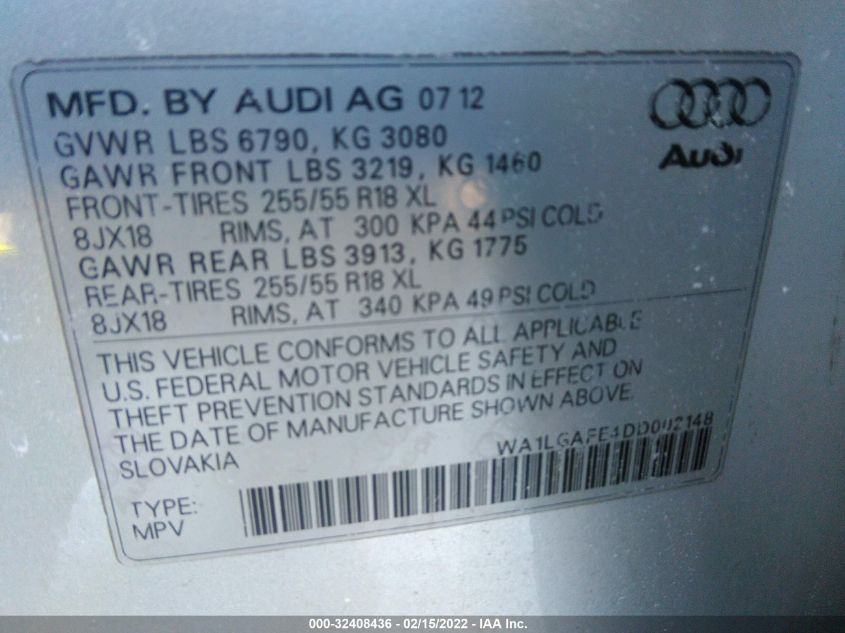 MFD. BY AUDI AG 07 12
GVWR LBS 6790, KG 3080
Audi
GAWR FRONT LBS 3219, KG 1460
FRONT-TIRES 255/55 R18 XL
8JX18 RIMS, AT 300 KPA 44 PSI COLD
GAWR REAR LBS 3913, KG 1775
REAR-TIRES 255/55 R18 XL
8JX18 RIMS, AT 340 KPA 49 PSI COLD
THIS VEHICLE CONFORMS TO ALL APPLICABLE
U.S. FEDERAL MOTOR VEHICLE SAFETY AND
THEFT PREVENTION STANDARDS IN EFFECT ON
THE DATE OF MANUFACTURE SHOWN ABOVE.
SLOVAKIA
WA1LGAFE4DD002148
TYPE:
MPV
000-32408436 - 02/15/2022 - IAA Inc.